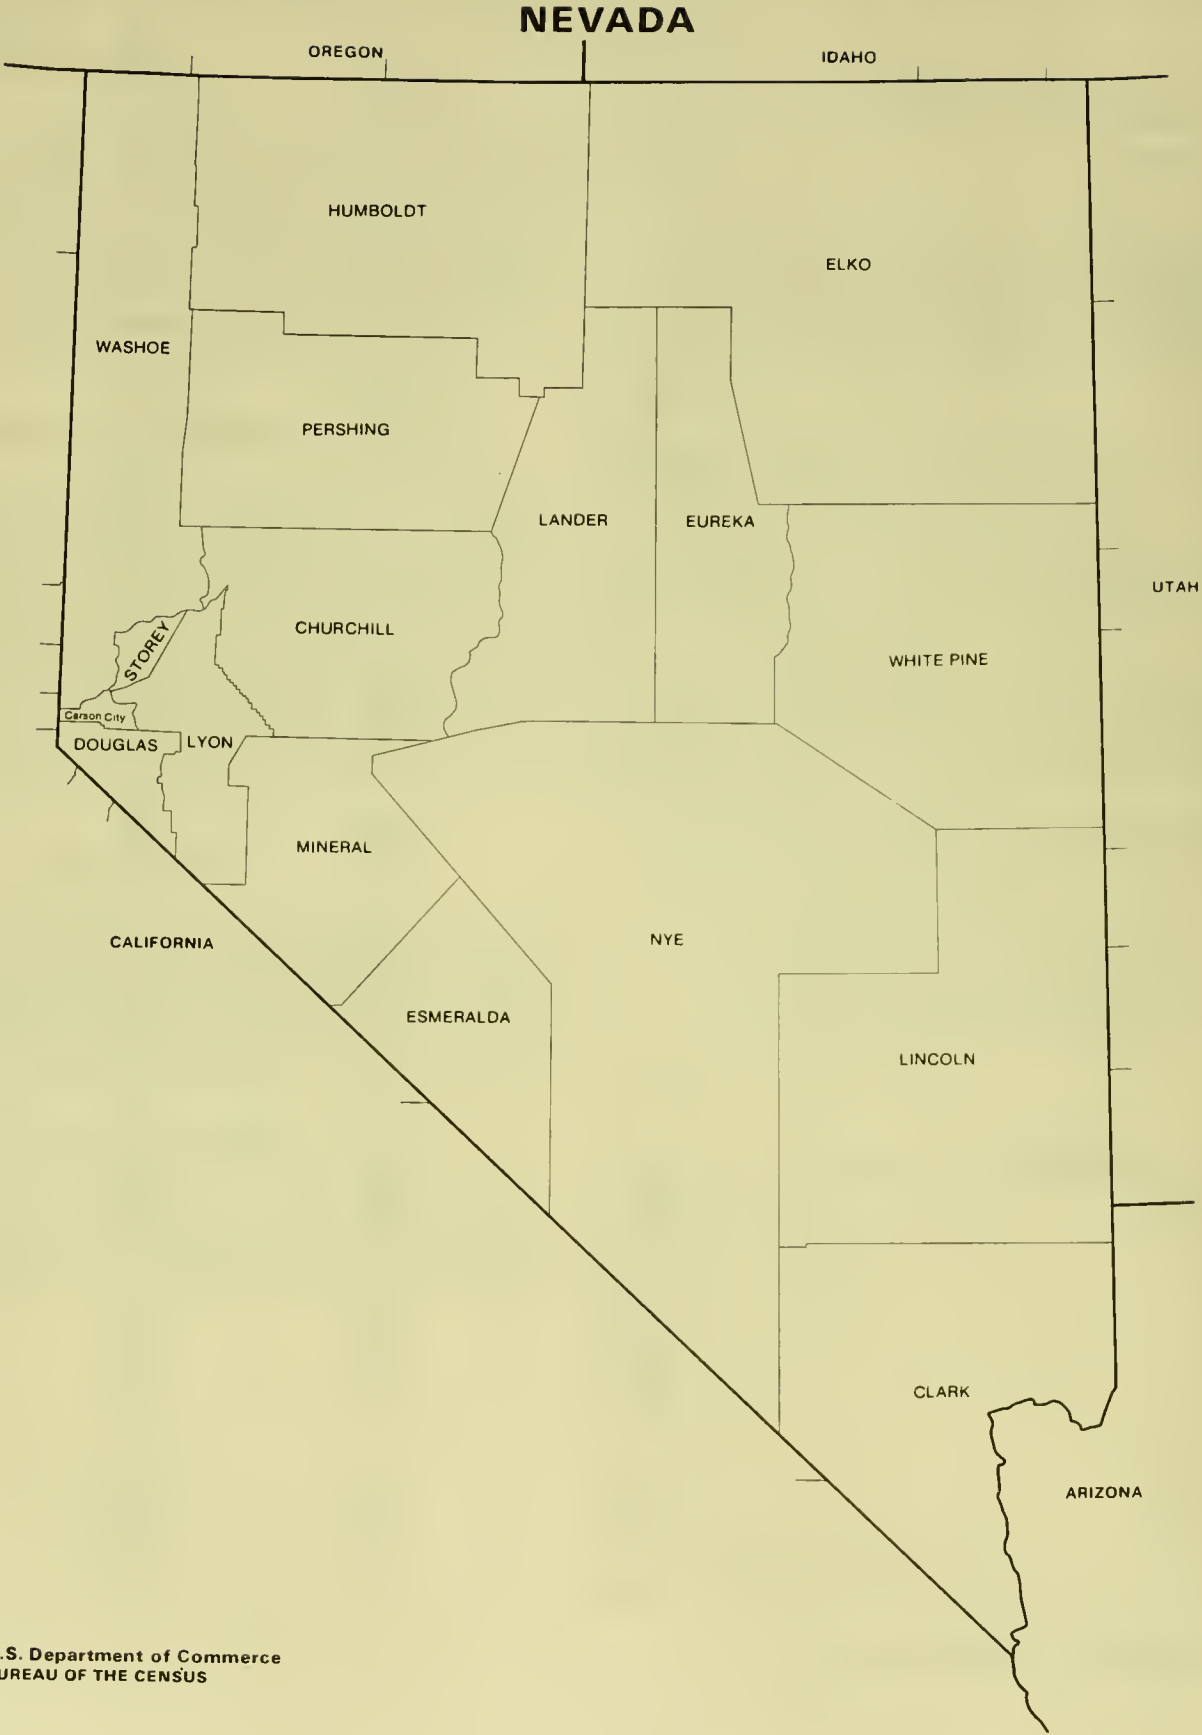 NEVADA
OREGON
IDAHO
HUMBOLDT
ELKO
WASHOE
PERSHING
LANDER
EUREKA
UTAH
STOREY
CHURCHILL
WHITE PINE
Carson City
DOUGLAS
LYON
MINERAL
CALIFORNIA
NYE
ESMERALDA
LINCOLN
CLARK
ARIZONA
.S. Department of Commerce
UREAU OF THE CENSUS